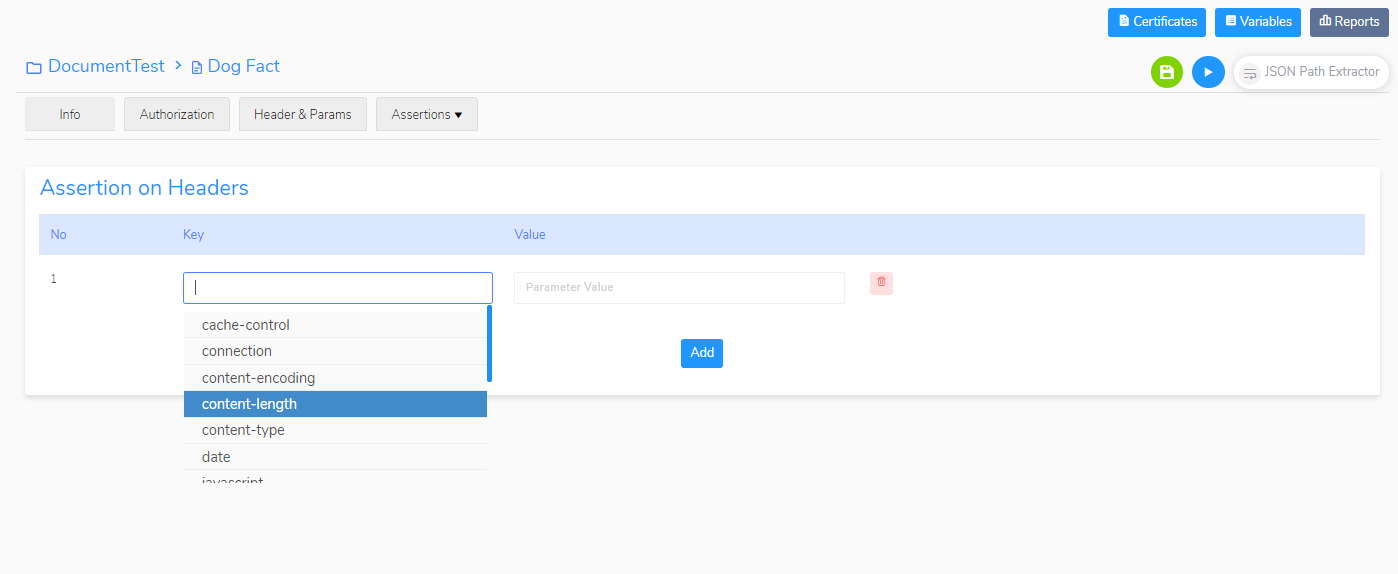 Certificates Variables Reports
DocumentTest > Dog Fact
JSON Path Extractor
Info Authorization Header & Params Assertions
Assertion on Headers
No Key Value
1 Parameter Value
cache-control
connection
Add
content-encoding
content-length
content-type
date
javascript